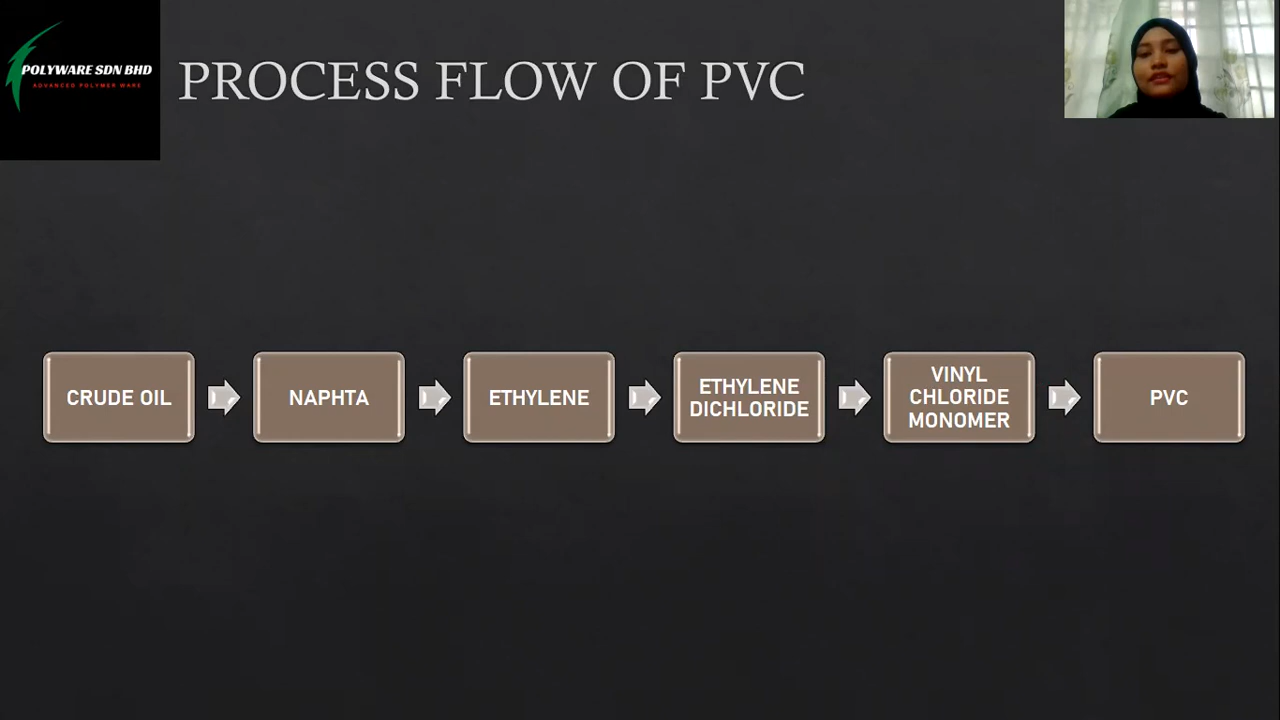 POLYWARE SDN BHD
ADVANCED POLYMER WARE
PROCESS FLOW OF PVC
CRUDE OIL
NAPHTA
ETHYLENE
ETHYLENE
DICHLORIDE
VINYL
CHLORIDE
MONOMER
PVC